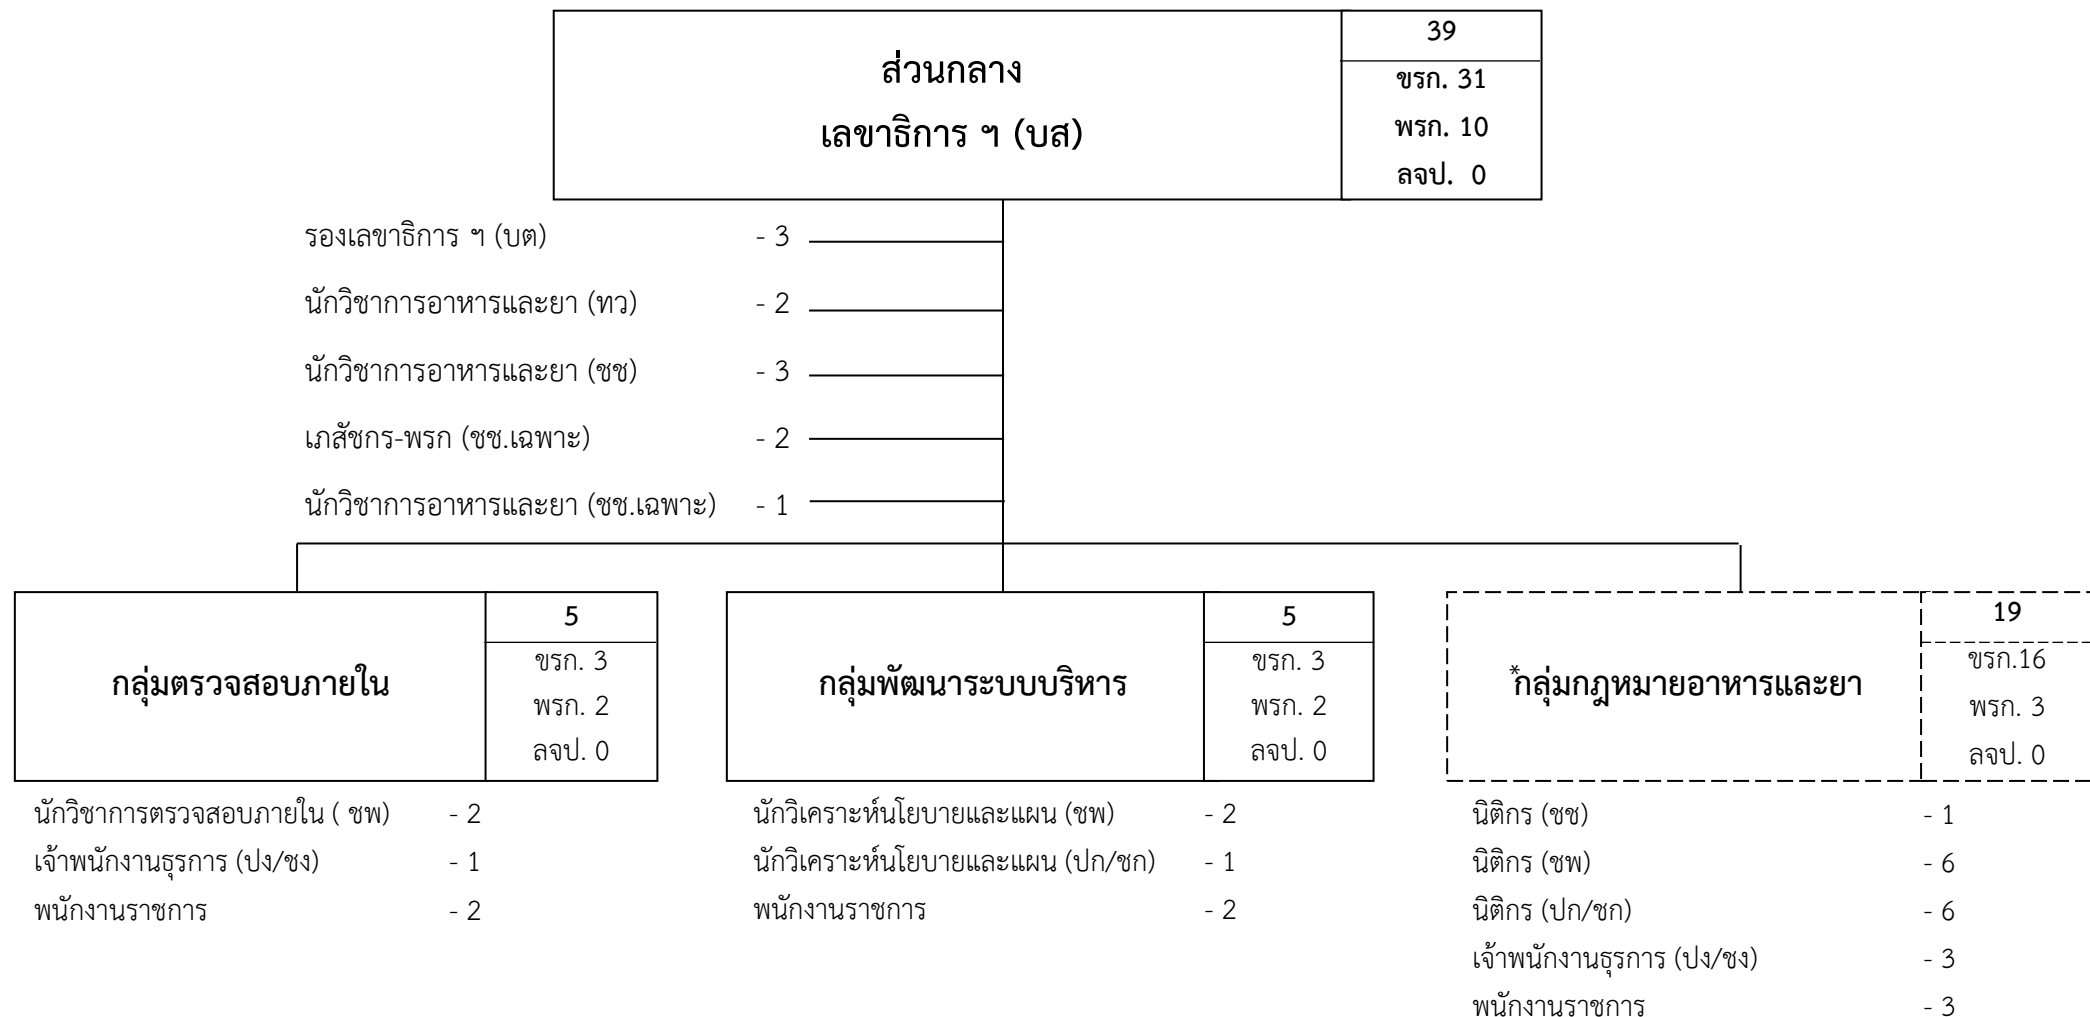 ส่วนกลาง
เลขาธิการ ฯ (บส)
39
ขรก. 31
พรก. 10
ลจป. 0
รองเลขาธิการ ฯ (บต) - 3
นักวิชาการอาหารและยา (ทว) - 2
นักวิชาการอาหารและยา (ชช) - 3
เภสัชกร-พรก (ชช.เฉพาะ) - 2
นักวิชาการอาหารและยา (ชช.เฉพาะ) - 1
กลุ่มตรวจสอบภายใน
5
ขรก. 3
พรก. 2
ลจป. 0
นักวิชาการตรวจสอบภายใน ( ชพ) - 2
เจ้าพนักงานธุรการ (ปง/ชง) - 1
พนักงานราชการ - 2
กลุ่มพัฒนาระบบบริหาร
5
ขรก. 3
พรก. 2
ลจป. 0
นักวิเคราะห์นโยบายและแผน (ชพ) - 2
นักวิเคราะห์นโยบายและแผน (ปก/ชก) - 1
พนักงานราชการ - 2
*กลุ่มกฎหมายอาหารและยา
19
ขรก.16
พรก. 3
ลจป. 0
นิติกร (ชช) - 1
นิติกร (ชพ) - 6
นิติกร (ปก/ชก) - 6
เจ้าพนักงานธุรการ (ปง/ชง) - 3
พนักงานราชการ - 3